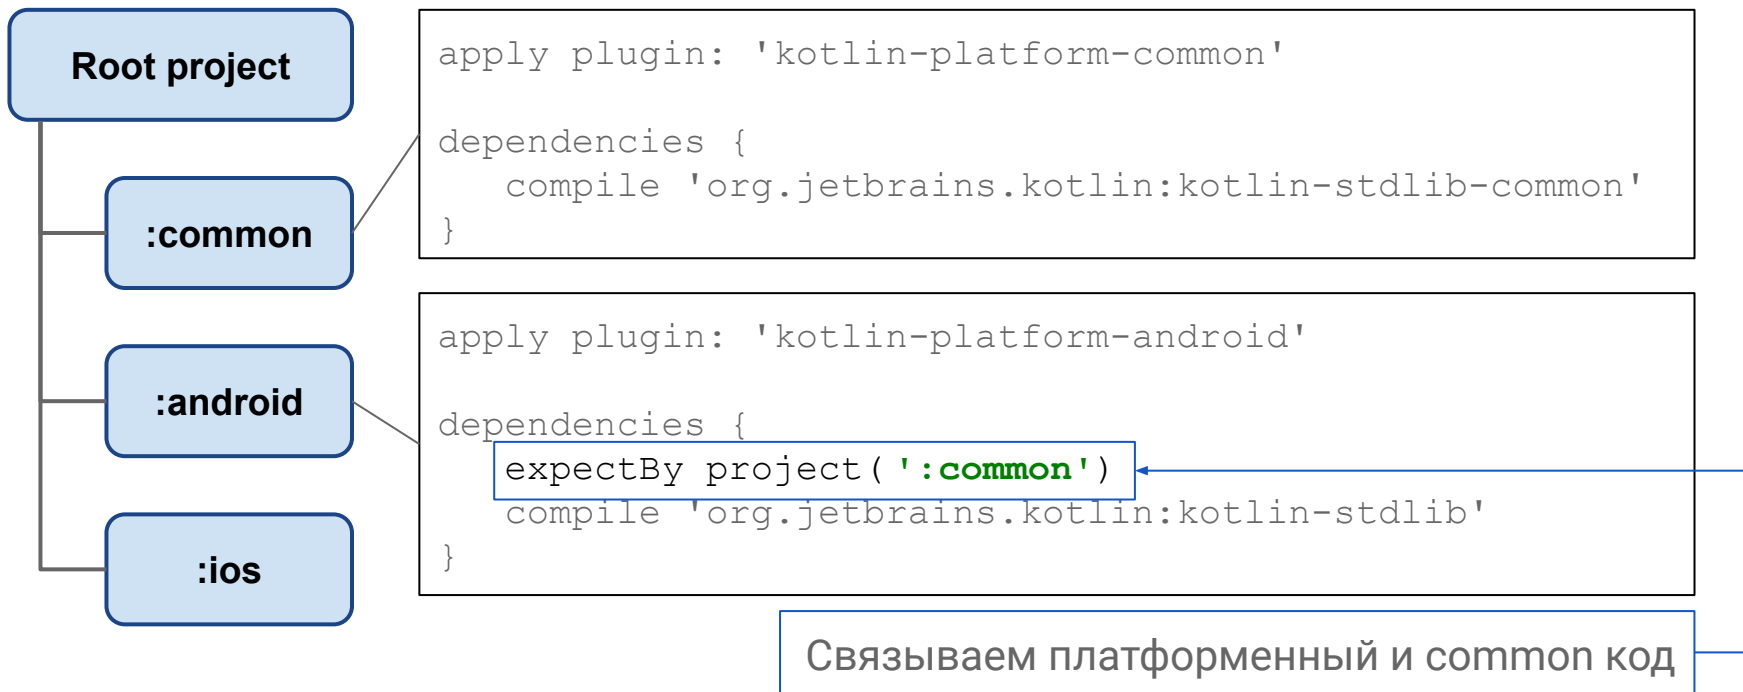 Root project
:common
:android
:ios
apply plugin: 'kotlin-platform-common'
dependencies {
compile 'org.jetbrains.kotlin:kotlin-stdlib-common'
}
apply plugin: 'kotlin-platform-android'
dependencies {
expectBy project(':common')
compile 'org.jetbrains.kotlin:kotlin-stdlib'
}
Связываем платформенный и common код